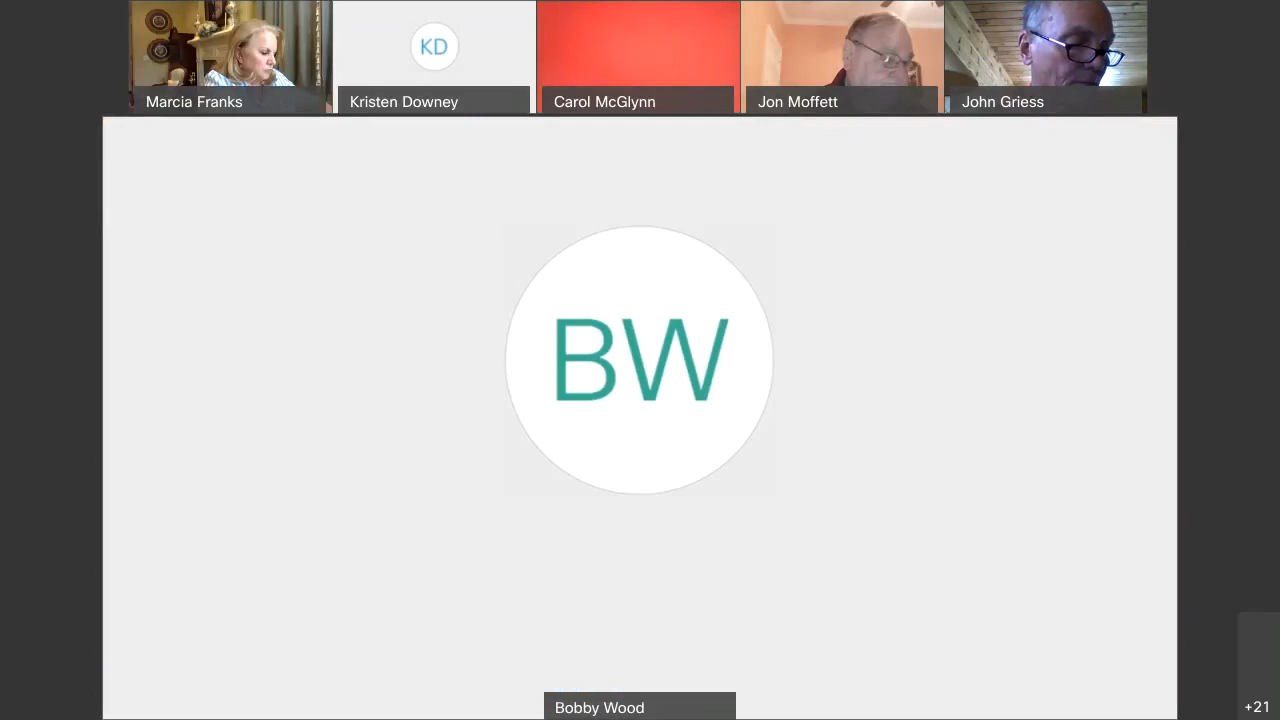 KD
Marcia Franks
Kristen Downey
Carol McGlynn
Jon Moffett
John Griess
BW
Bobby Wood
+21